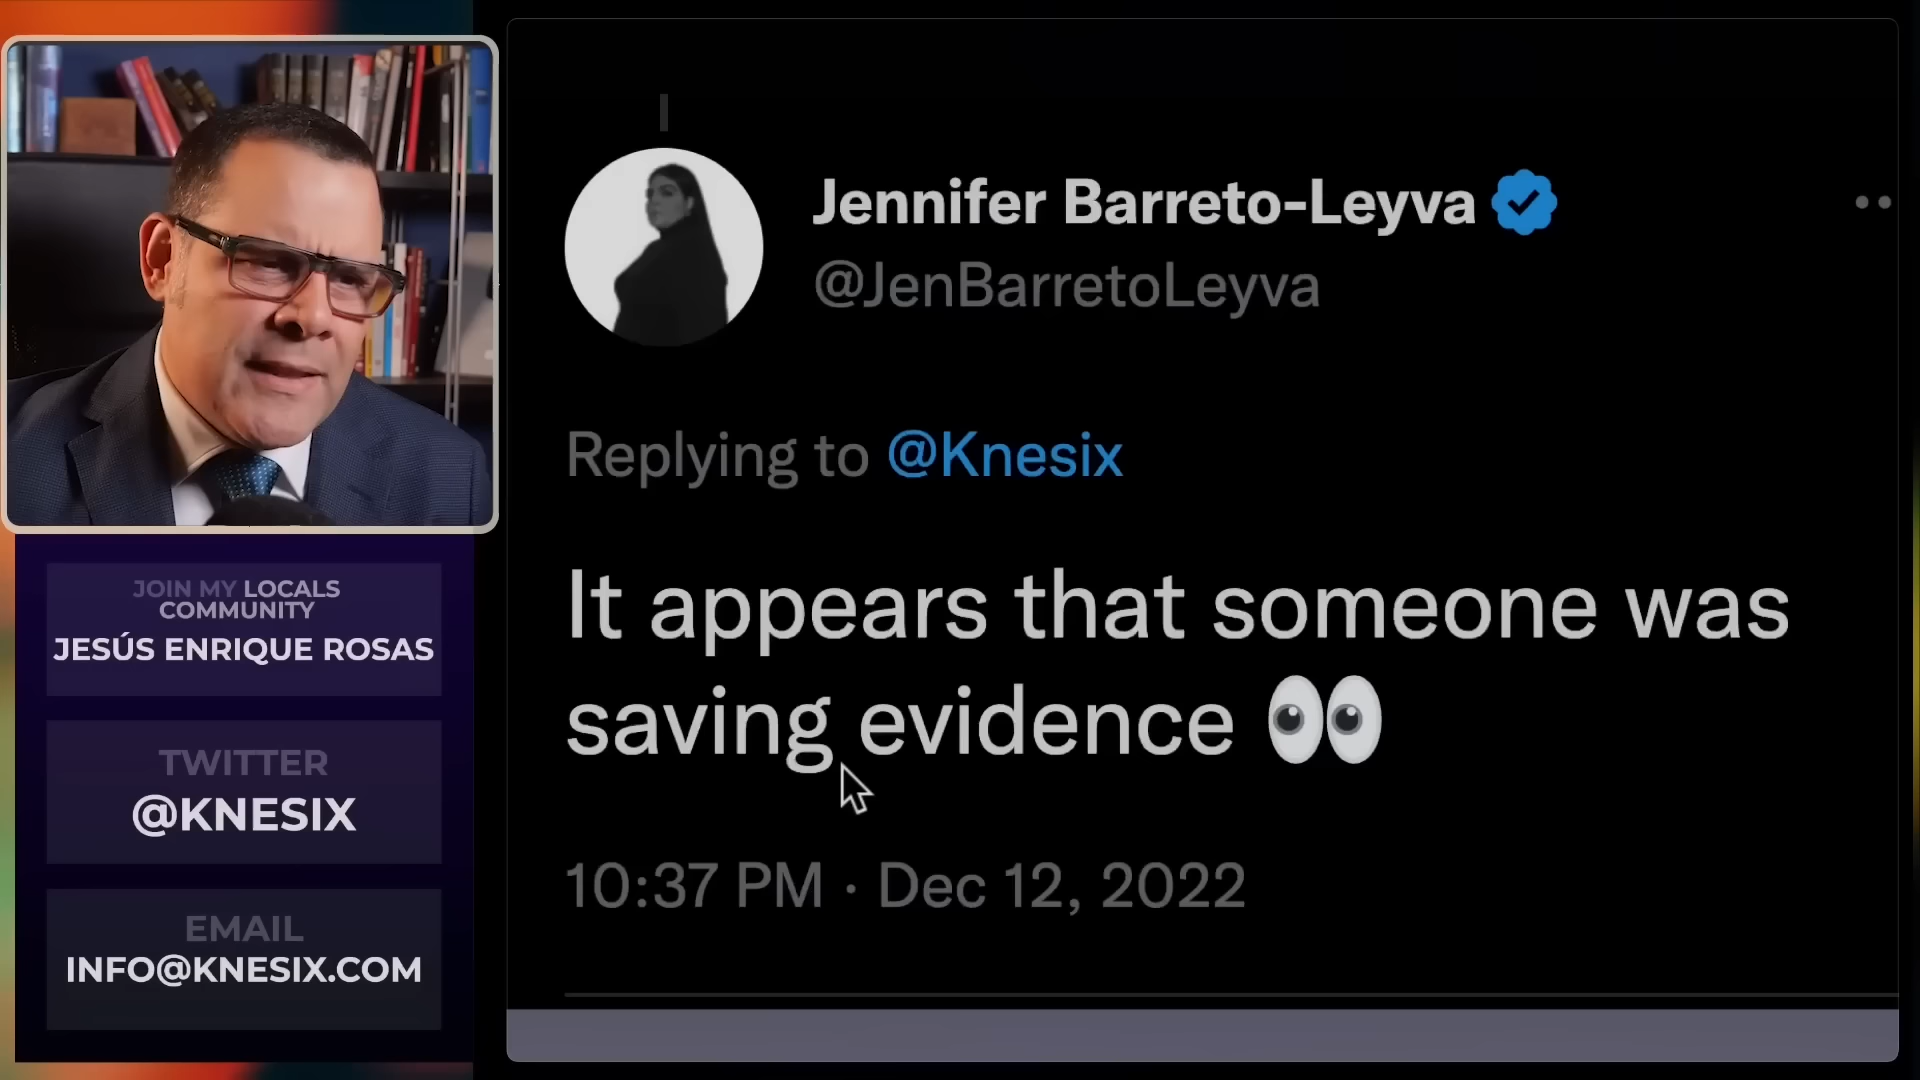 JOIN MY LOCALS
COMMUNITY
JESÚS ENRIQUE ROSAS
TWITTER
@KNESIX
EMAIL
INFO@KNESIX.COM
Jennifer Barreto-Leyva
@JenBarretoLeyva
Replying to @Knesix
It appears that someone was
saving evidence 👀
10:37 PM · Dec 12, 2022